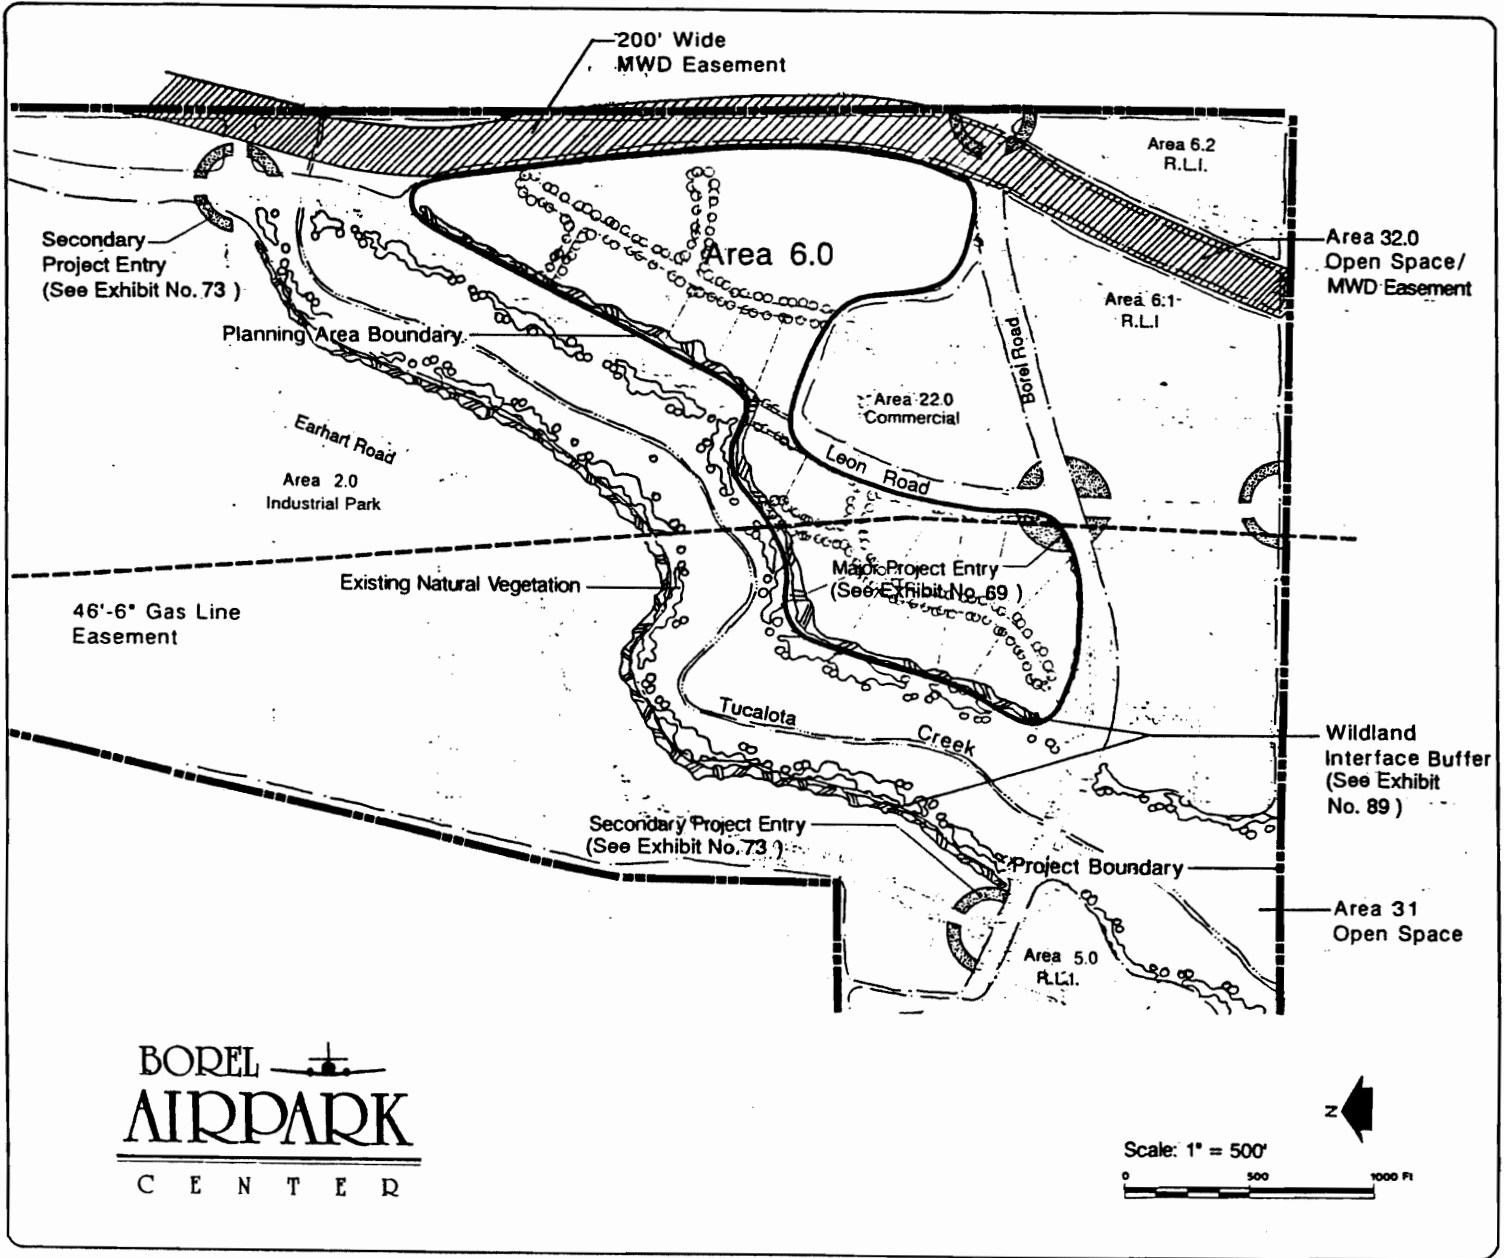 200' Wide
MWD Easement
Area 6.2
R.L.I.
Secondary
Project Entry
(See Exhibit No. 73 )
Area 6.0
Area 32.0
Open Space/
MWD Easement
Area 6.1
R.L.I
Planning Area Boundary
Borel Road
Area 22.0
Commercial
Earhart Road
Leon Road
Area 2.0
Industrial Park
Existing Natural Vegetation
Major Project Entry
(See Exhibit No. 69 )
46'-6" Gas Line
Easement
Tucalota Creek
Wildland
Interface Buffer
(See Exhibit
No. 89 )
Secondary Project Entry
(See Exhibit No. 73 )
Project Boundary
Area 31
Open Space
Area 5.0
R.L.I.
BOREL
AIRPARK
CENTER
N
Scale: 1" = 500'
0 500 1000 Ft